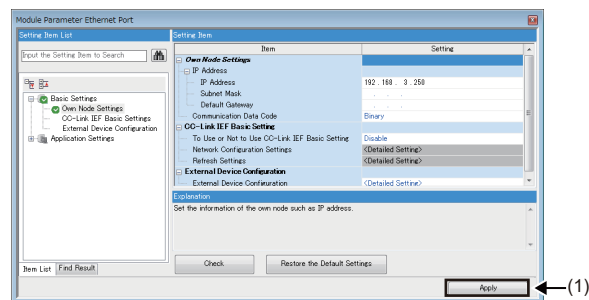 Module Parameter Ethernet Port
Setting Item List
Input the Setting Item to Search
Basic Settings
Own Node Settings
CC-Link IEF Basic Settings
External Device Configuration
Application Settings
Item List Find Result
Setting Item
Item Setting
Own Node Settings
IP Address
IP Address 192 . 168 . 3 . 250
Subnet Mask . . .
Default Gateway . . .
Communication Data Code Binary
CC-Link IEF Basic Setting
To Use or Not to Use CC-Link IEF Basic Setting Disable
Network Configuration Settings <Detailed Setting>
Refresh Settings <Detailed Setting>
External Device Configuration
External Device Configuration <Detailed Setting>
Explanation
Set the information of the own node such as IP address.
Check Restore the Default Settings
Apply (1)